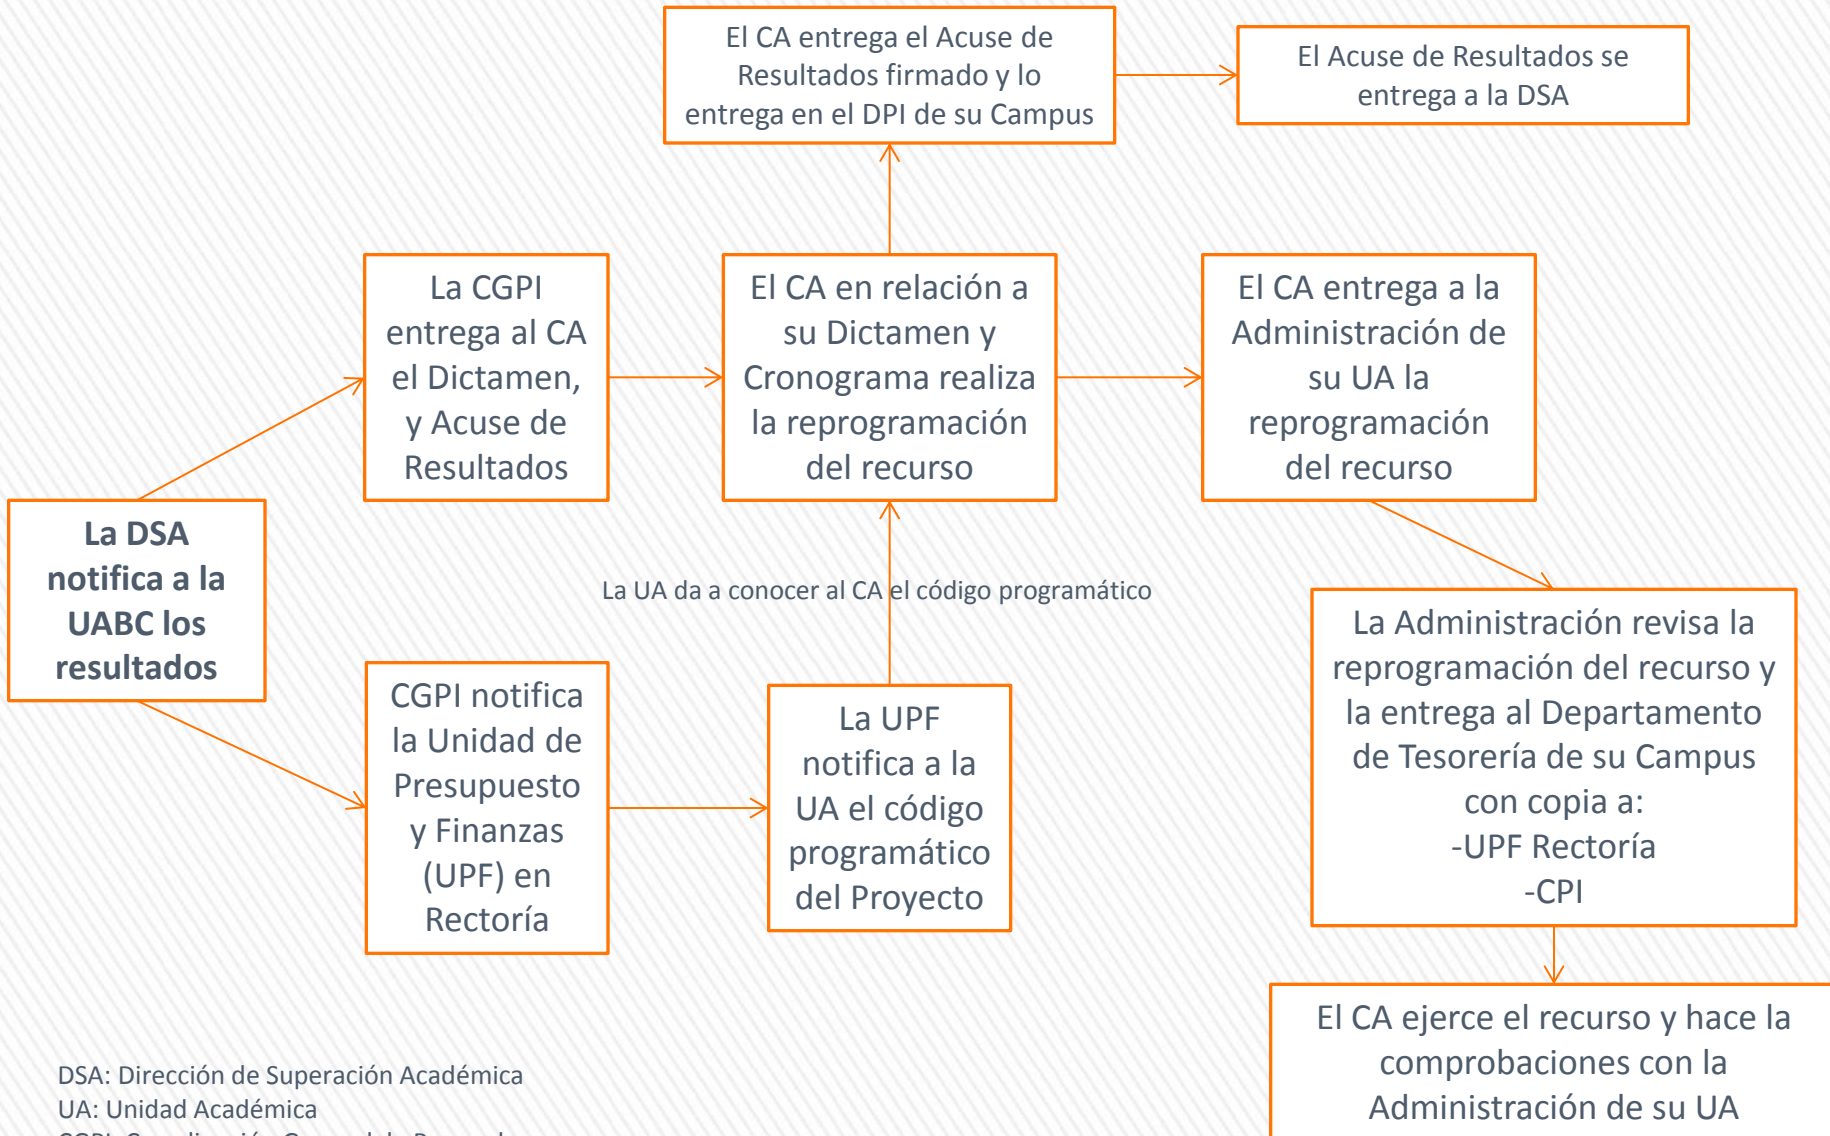 El CA entrega el Acuse de
Resultados firmado y lo
entrega en el DPI de su Campus
El Acuse de Resultados se
entrega a la DSA
La CGPI
entrega al CA
el Dictamen,
y Acuse de
Resultados
El CA en relación a
su Dictamen y
Cronograma realiza
la reprogramación
del recurso
El CA entrega a la
Administración de
su UA la
reprogramación
del recurso
La DSA
notifica a la
UABC los
resultados
La UA da a conocer al CA el código programático
CGPI notifica
la Unidad de
Presupuesto
y Finanzas
(UPF) en
Rectoría
La UPF
notifica a la
UA el código
programático
del Proyecto
La Administración revisa la
reprogramación del recurso y
la entrega al Departamento
de Tesorería de su Campus
con copia a:
-UPF Rectoría
-CPI
El CA ejerce el recurso y hace la
comprobaciones con la
Administración de su UA
DSA: Dirección de Superación Académica
UA: Unidad Académica